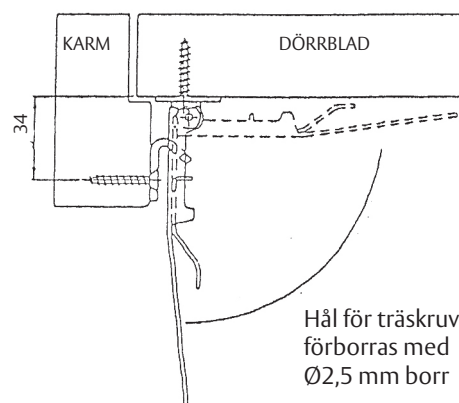 KARM
DÖRRBLAD
34
Hål för träskruv
förborras med
Ø2,5 mm borr